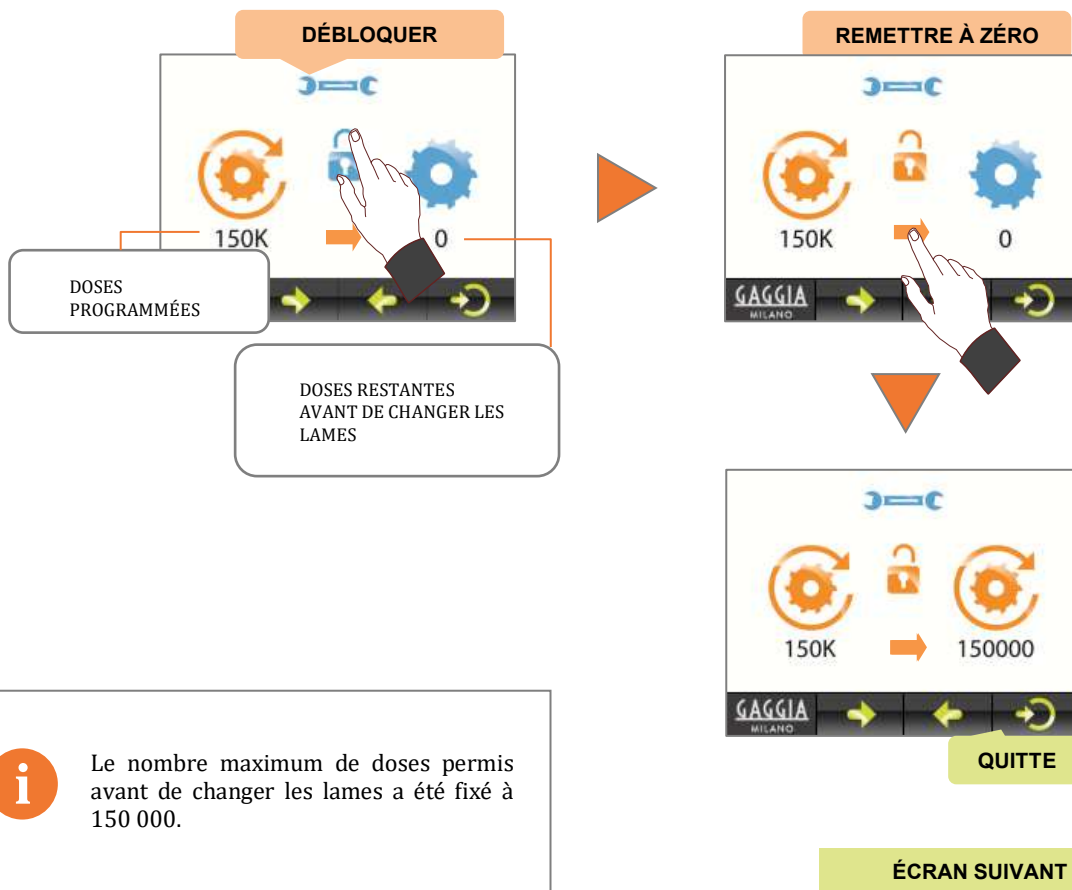 DÉBLOQUER
150K
0
DOSES
PROGRAMMÉES
DOSES RESTANTES
AVANT DE CHANGER LES
LAMES
REMETTRE À ZÉRO
150K
0
GAGGIA
MILANO
150K
150000
GAGGIA
MILANO
QUITTE
i
Le nombre maximum de doses permis
avant de changer les lames a été fixé à
150 000.
ÉCRAN SUIVANT